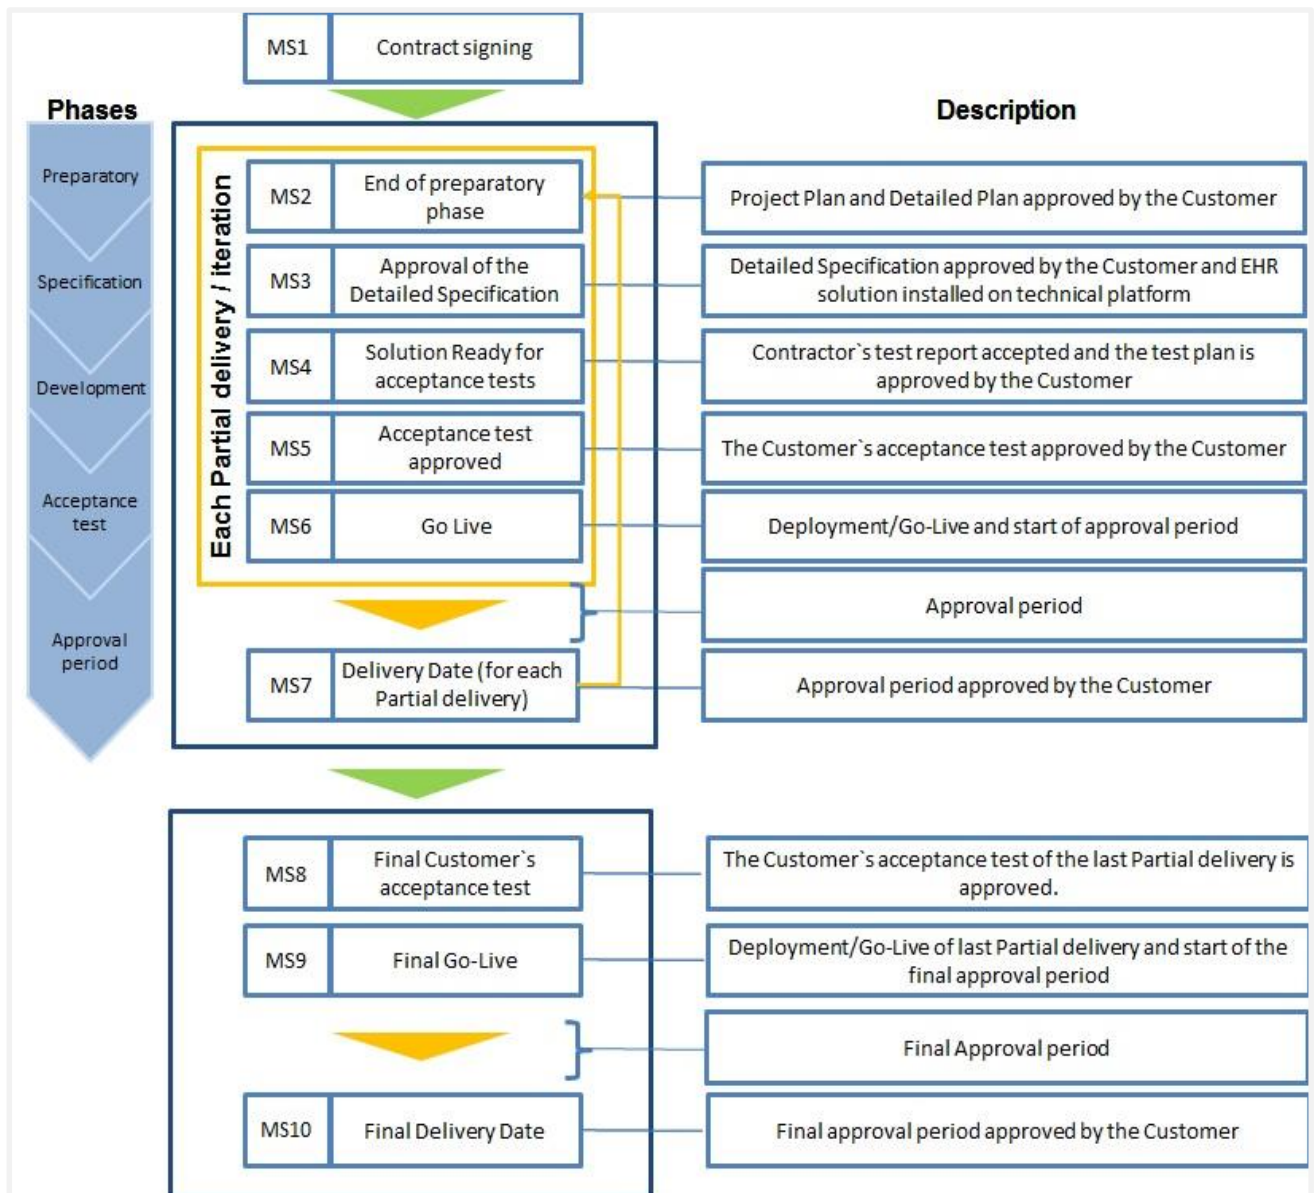 MS1
Contract signing
Phases
Description
Preparatory
Specification
Development
Acceptance
test
Approval
period
Each Partial delivery / iteration
MS2
End of preparatory
phase
Project Plan and Detailed Plan approved by the Customer
MS3
Approval of the
Detailed Specification
Detailed Specification approved by the Customer and EHR
solution installed on technical platform
MS4
Solution Ready for
acceptance tests
Contractor`s test report accepted and the test plan is
approved by the Customer
MS5
Acceptance test
approved
The Customer`s acceptance test approved by the Customer
MS6
Go Live
Deployment/Go-Live and start of approval period
Approval period
MS7
Delivery Date (for each
Partial delivery)
Approval period approved by the Customer
MS8
Final Customer`s
acceptance test
The Customer`s acceptance test of the last Partial delivery is
approved.
MS9
Final Go-Live
Deployment/Go-Live of last Partial delivery and start of the
final approval period
Final Approval period
MS10
Final Delivery Date
Final approval period approved by the Customer